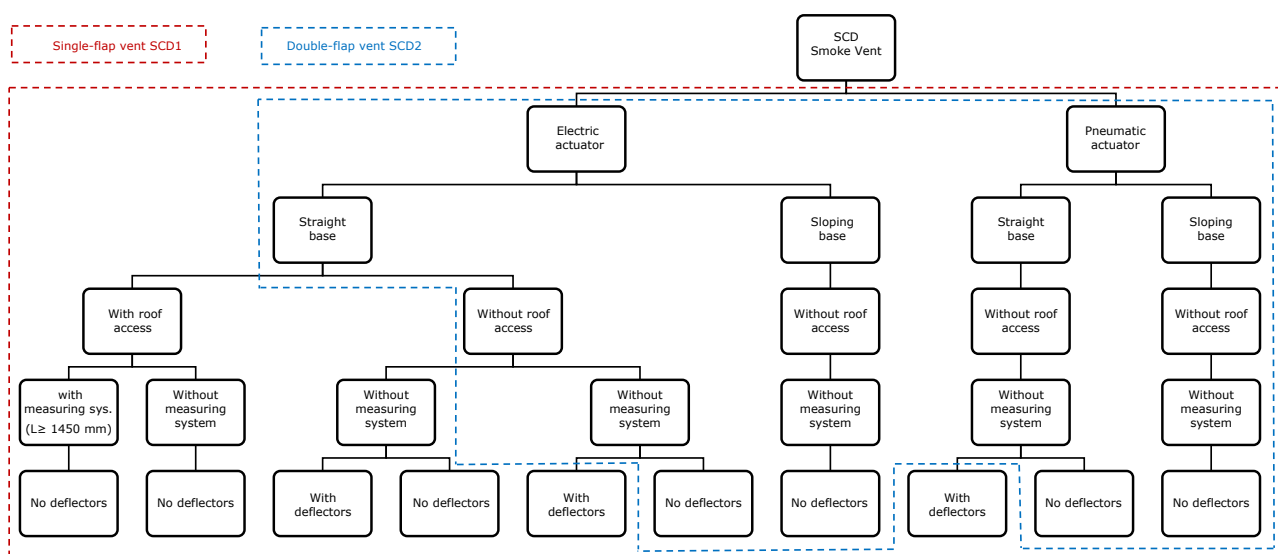 Single-flap vent SCD1
Double-flap vent SCD2
SCD
Smoke Vent
Electric
actuator
Pneumatic
actuator
Straight
base
Sloping
base
Straight
base
Sloping
base
With roof
access
Without roof
access
Without roof
access
Without roof
access
Without roof
access
with
measuring sys.
(L≥ 1450 mm)
Without
measuring
system
Without
measuring
system
Without
measuring
system
Without
measuring
system
Without
measuring
system
Without
measuring
system
No deflectors
No deflectors
With
deflectors
No deflectors
With
deflectors
No deflectors
No deflectors
With
deflectors
No deflectors
No deflectors